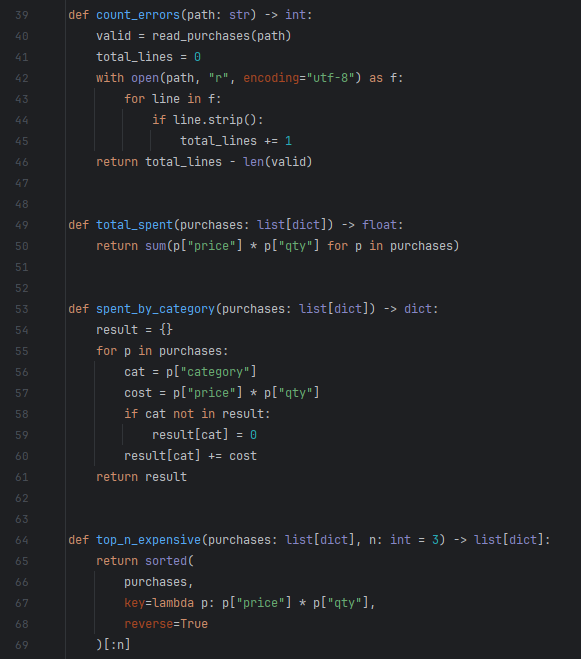 39 def count_errors(path: str) -> int:
40     valid = read_purchases(path)
41     total_lines = 0
42     with open(path, "r", encoding="utf-8") as f:
43         for line in f:
44             if line.strip():
45                 total_lines += 1
46     return total_lines - len(valid)
47
48
49 def total_spent(purchases: list[dict]) -> float:
50     return sum(p["price"] * p["qty"] for p in purchases)
51
52
53 def spent_by_category(purchases: list[dict]) -> dict:
54     result = {}
55     for p in purchases:
56         cat = p["category"]
57         cost = p["price"] * p["qty"]
58         if cat not in result:
59             result[cat] = 0
60         result[cat] += cost
61     return result
62
63
64 def top_n_expensive(purchases: list[dict], n: int = 3) -> list[dict]:
65     return sorted(
66         purchases,
67         key=lambda p: p["price"] * p["qty"],
68         reverse=True
69     )[:n]